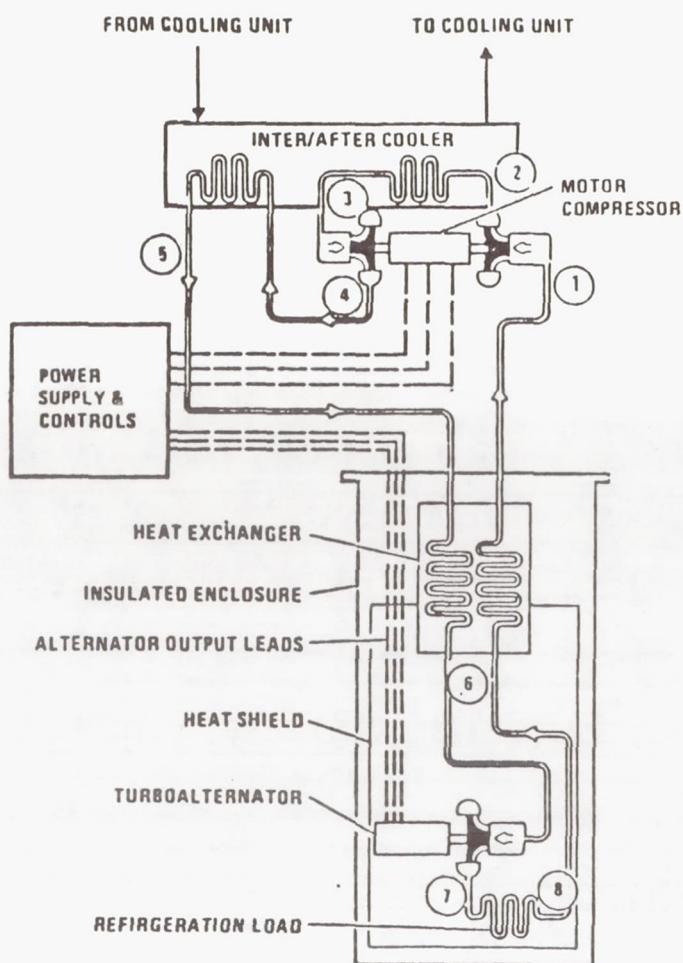 FROM COOLING UNIT
TO COOLING UNIT
INTER/AFTER COOLER
2
MOTOR
COMPRESSOR
3
5
4
1
POWER
SUPPLY &
CONTROLS
HEAT EXCHANGER
INSULATED ENCLOSURE
ALTERNATOR OUTPUT LEADS
6
HEAT SHIELD
TURBOALTERNATOR
7
8
REFIRGERATION LOAD